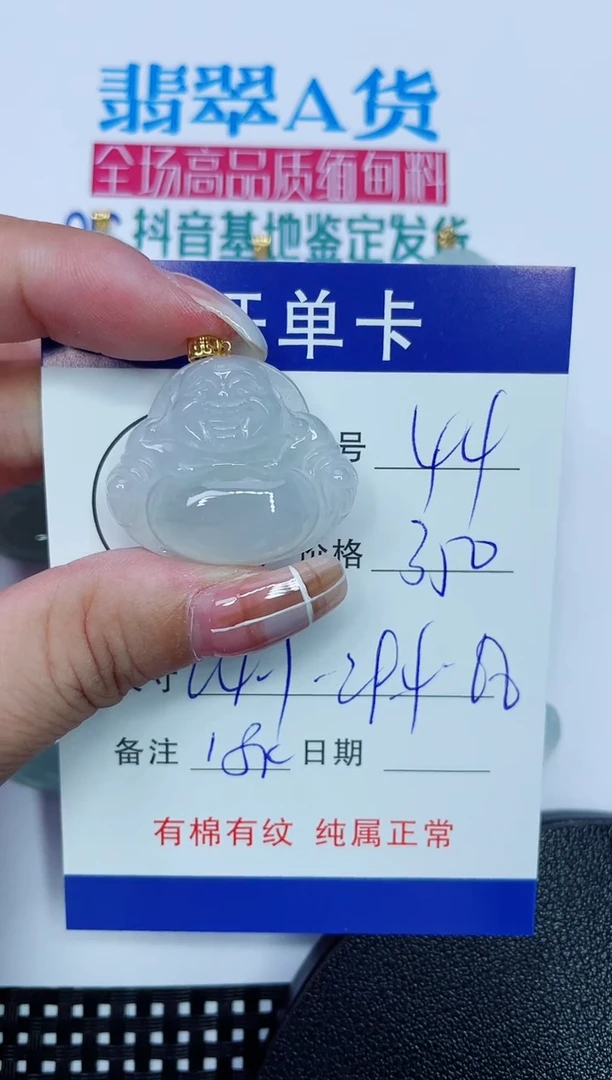 翡翠A货
全场高品质缅甸料
抖音基地鉴定发货
开单卡
号 44
价格 350
寸
备注 18K 日期
有棉有纹 纯属正常